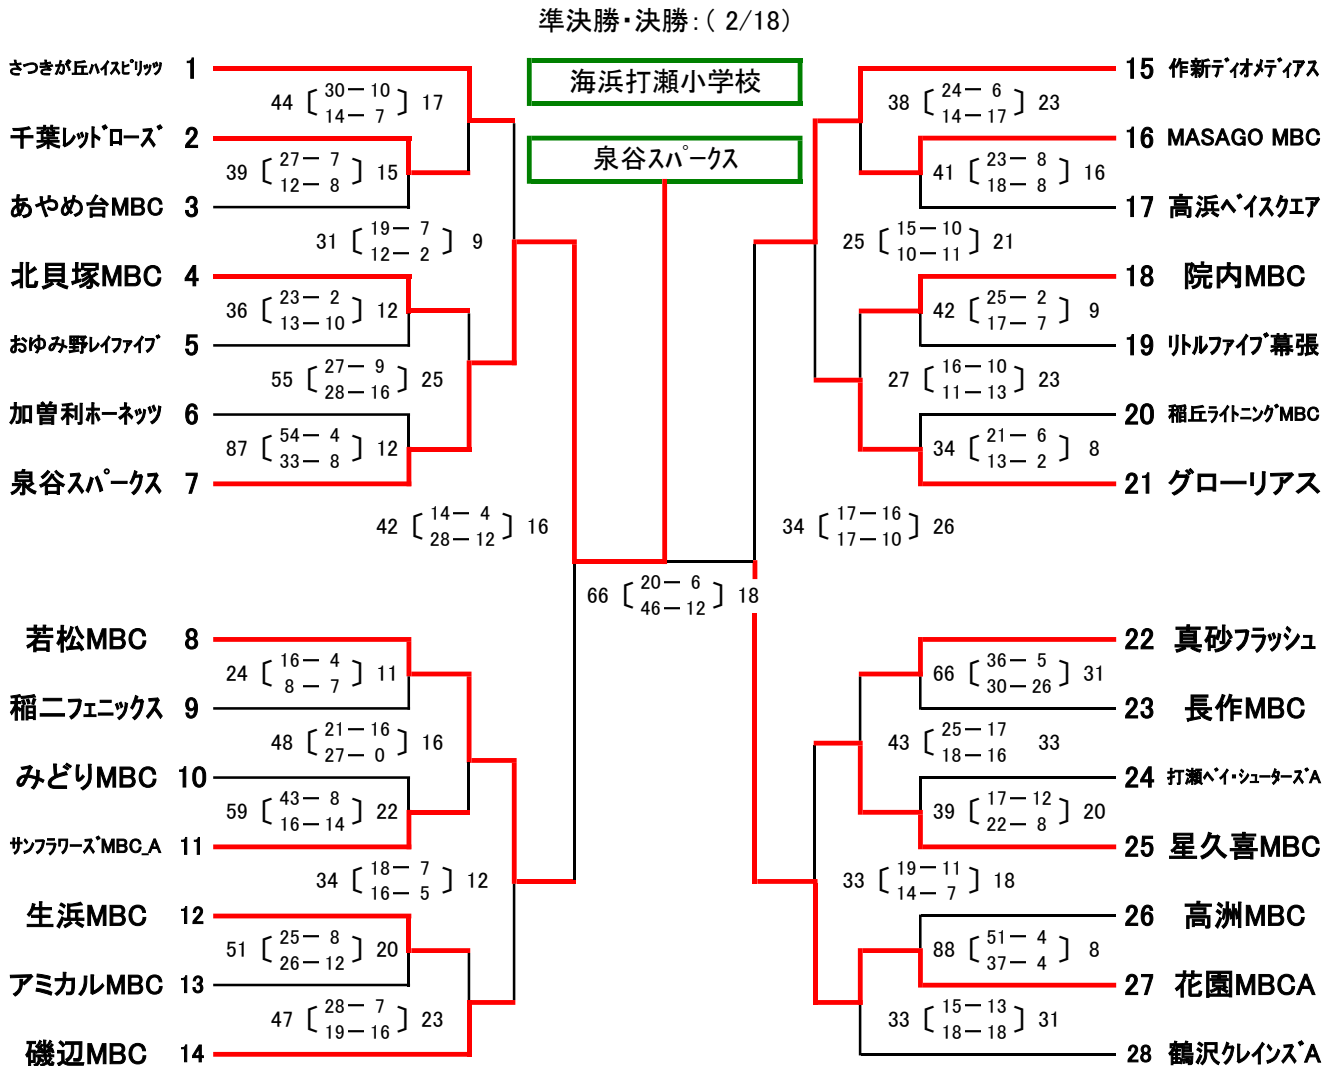 準決勝・決勝:( 2/18)
海浜打瀬小学校
泉谷スパークス
さつきが丘ハイスピリッツ 1
44 30－10 14－7 17
千葉レッドローズ 2
39 27－7 12－8 15
あやめ台MBC 3
31 19－7 12－2 9
北貝塚MBC 4
36 23－2 13－10 12
おゆみ野レイファイブ 5
55 27－9 28－16 25
加曽利ホーネッツ 6
87 54－4 33－8 12
泉谷スパークス 7
42 14－4 28－12 16
66 20－6 46－12 18
若松MBC 8
24 16－4 8－7 11
稲二フェニックス 9
48 21－16 27－0 16
みどりMBC 10
59 43－8 16－14 22
サンフラワーズMBC_A 11
34 18－7 16－5 12
生浜MBC 12
51 25－8 26－12 20
アミカルMBC 13
47 28－7 19－16 23
磯辺MBC 14
15 作新ディオメディアス
38 24－6 14－17 23
16 MASAGO MBC
41 23－8 18－8 16
17 高浜ベイスクエア
25 15－10 10－11 21
18 院内MBC
42 25－2 17－7 9
19 リトルファイブ幕張
27 16－10 11－13 23
20 稲丘ライトニングMBC
34 21－6 13－2 8
21 グローリアス
34 17－16 17－10 26
22 真砂フラッシュ
66 36－5 30－26 31
23 長作MBC
43 25－17 18－16 33
24 打瀬ベイ・シューターズA
39 17－12 22－8 20
25 星久喜MBC
33 19－11 14－7 18
26 高洲MBC
88 51－4 37－4 8
27 花園MBCA
33 15－13 18－18 31
28 鶴沢クレインズA